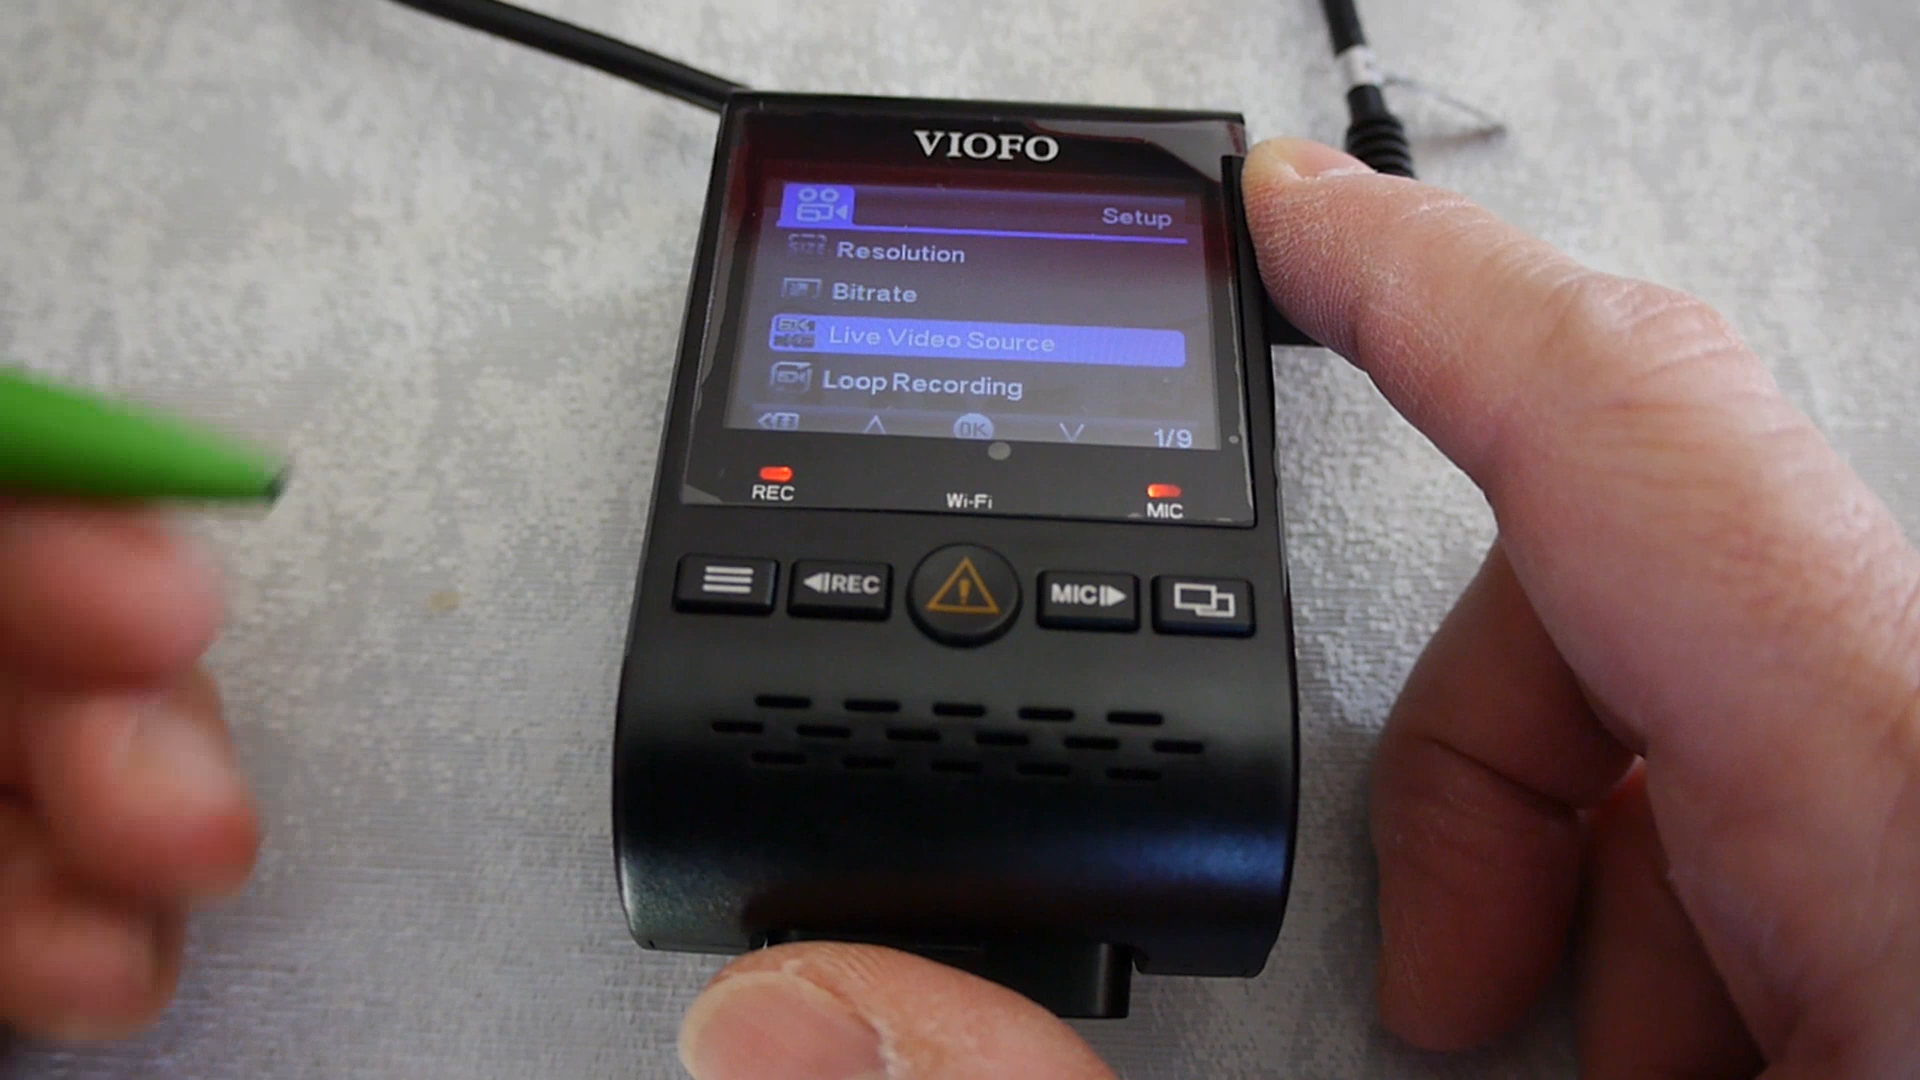 VIOFO
Setup
Resolution
Bitrate
Live Video Source
Loop Recording
OK
1/9
REC
Wi-Fi
MIC
REC
MIC